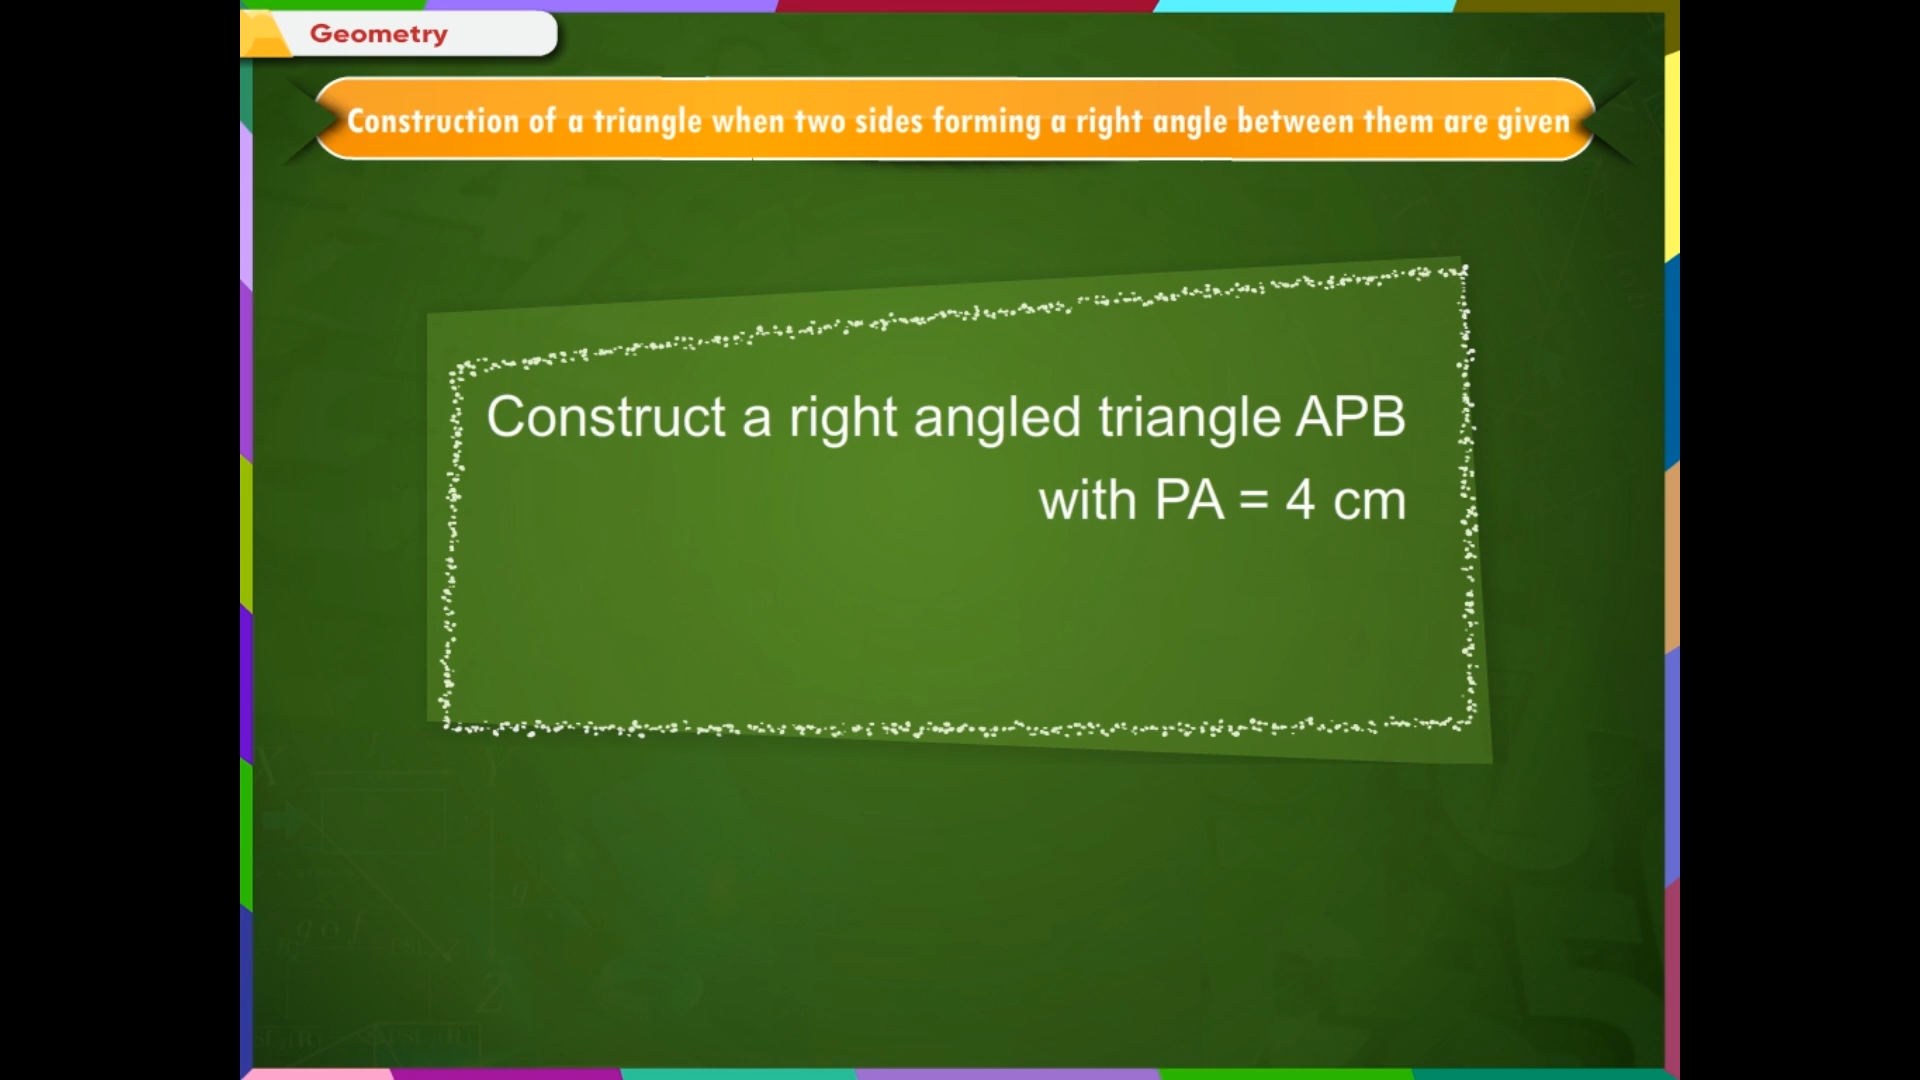 Geometry
Construction of a triangle when two sides forming a right angle between them are given
Construct a right angled triangle APB
with PA = 4 cm